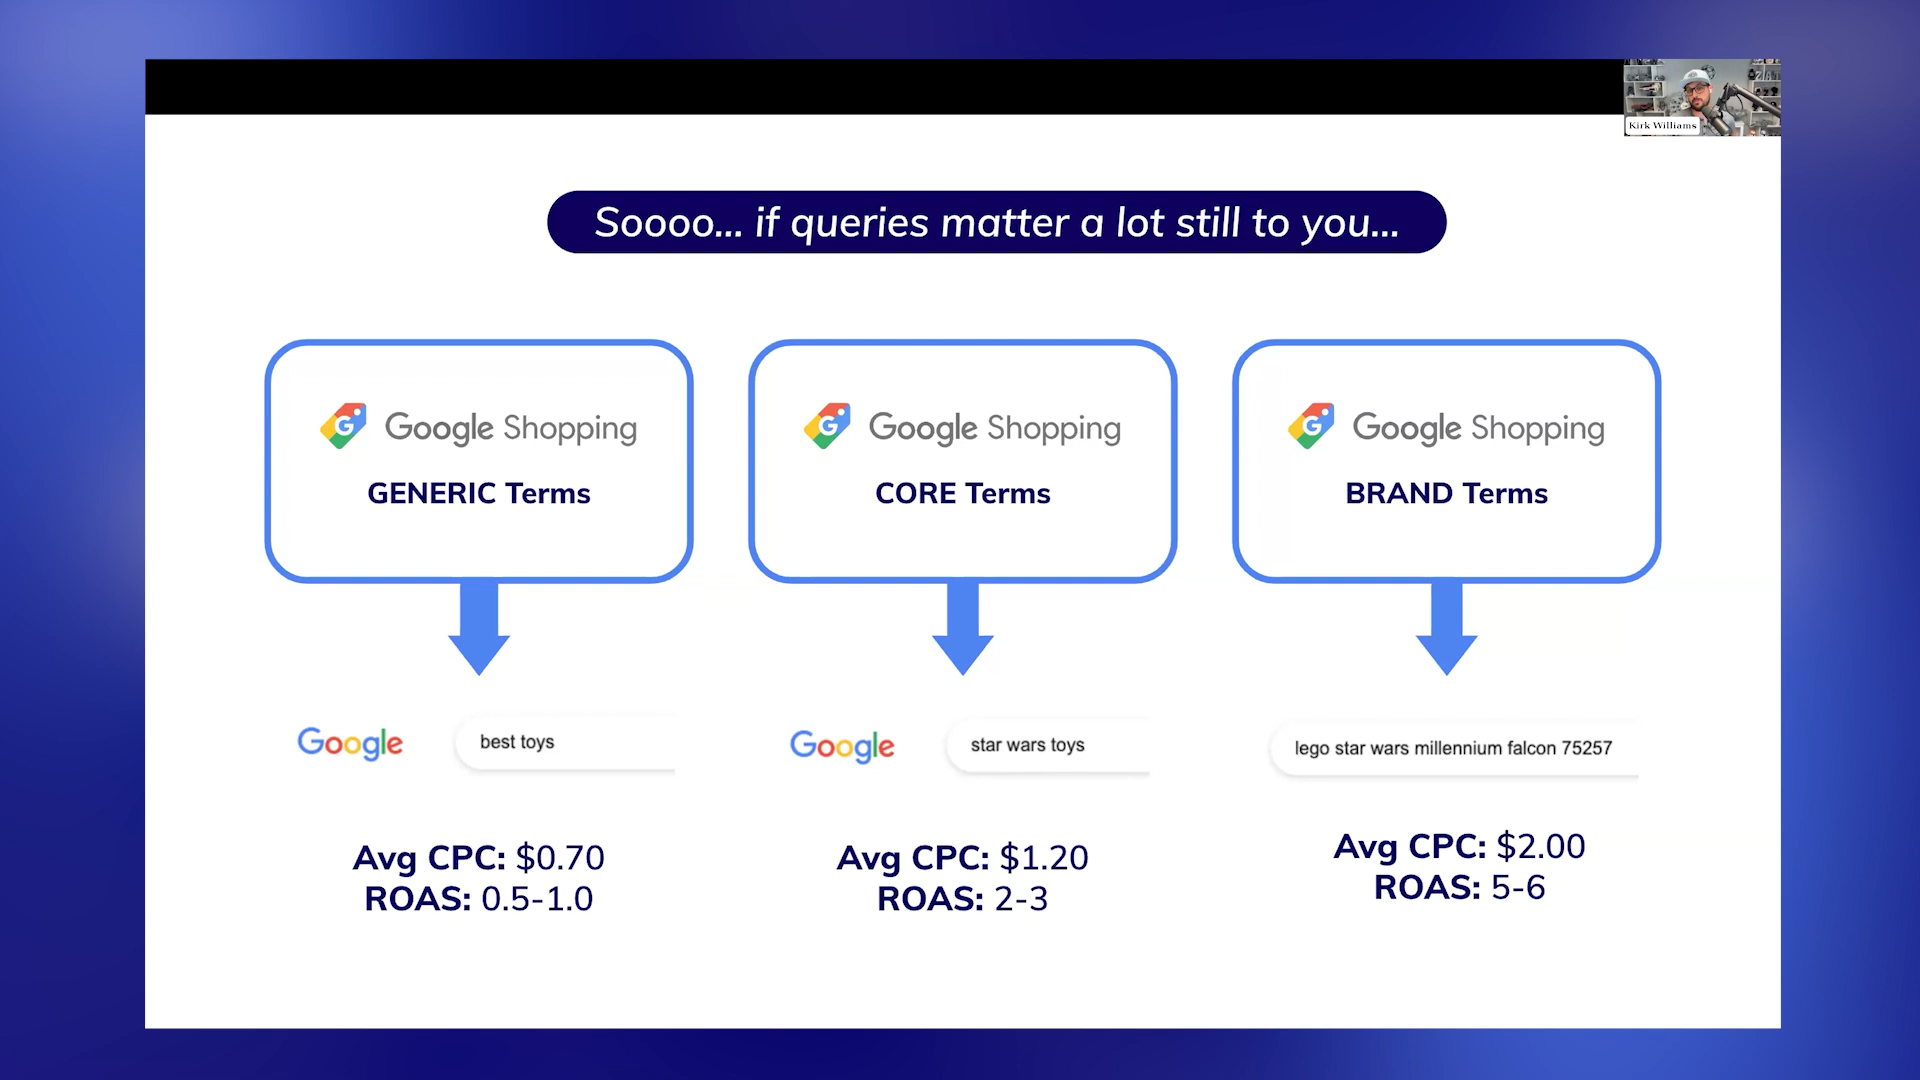 Kirk Williams
Soooo... if queries matter a lot still to you...
G Google Shopping
GENERIC Terms
G Google Shopping
CORE Terms
G Google Shopping
BRAND Terms
Google best toys
Google star wars toys
lego star wars millennium falcon 75257
Avg CPC: $0.70
ROAS: 0.5-1.0
Avg CPC: $1.20
ROAS: 2-3
Avg CPC: $2.00
ROAS: 5-6